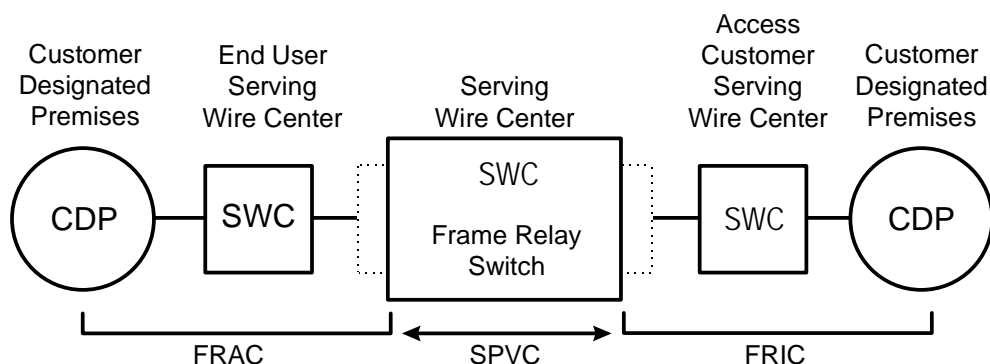 Customer
Designated
Premises
End User
Serving
Wire Center
Serving
Wire Center
Access
Customer
Serving
Wire Center
Customer
Designated
Premises
CDP
SWC
SWC
Frame Relay
Switch
SWC
CDP
FRAC
SPVC
FRIC